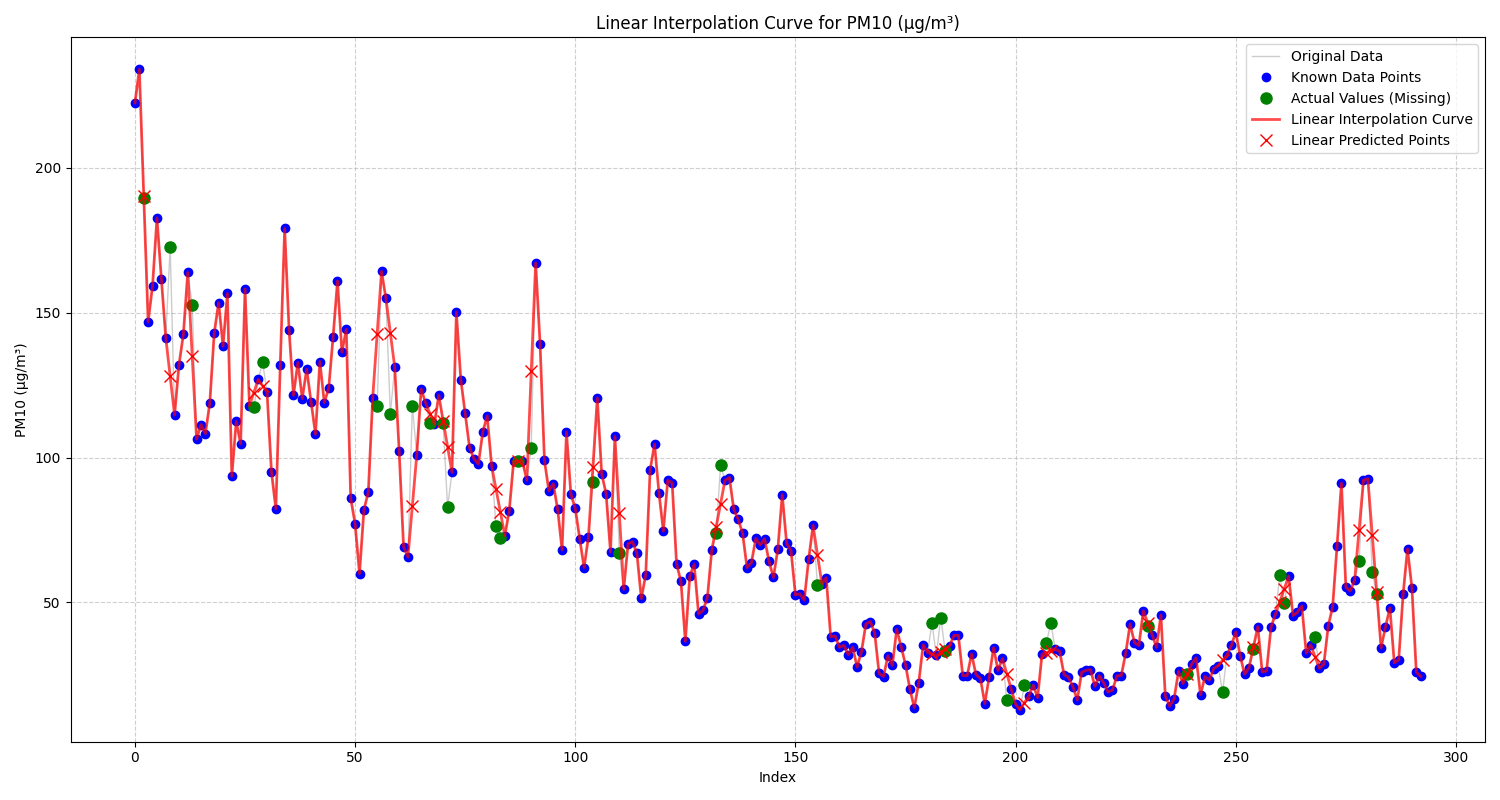 Linear Interpolation Curve for PM10 (µg/m³)
Original Data
Known Data Points
Actual Values (Missing)
Linear Interpolation Curve
Linear Predicted Points
PM10 (µg/m³)
200
150
100
50
0
50
100
150
200
250
300
Index